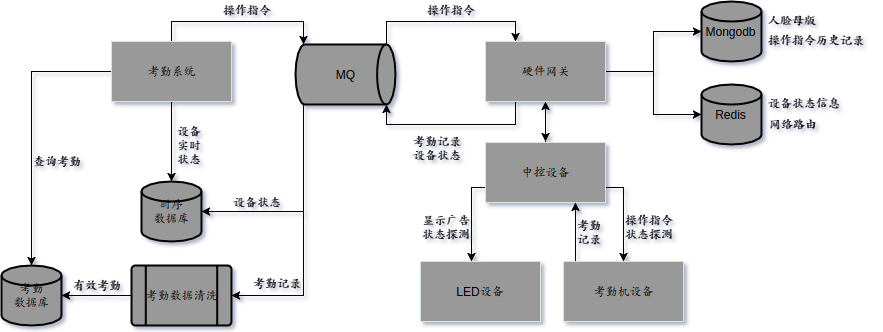 操作指令
操作指令
人脸母版
操作指令历史记录
Mongodb
考勤系统
MQ
硬件网关
设备状态信息
网络路由
Redis
设备
实时
状态
考勤记录
设备状态
查询考勤
中控设备
时序
数据库
设备状态
显示广告
状态探测
考勤
记录
操作指令
状态探测
考勤
数据库
有效考勤
考勤数据清洗
考勤记录
LED设备
考勤机设备